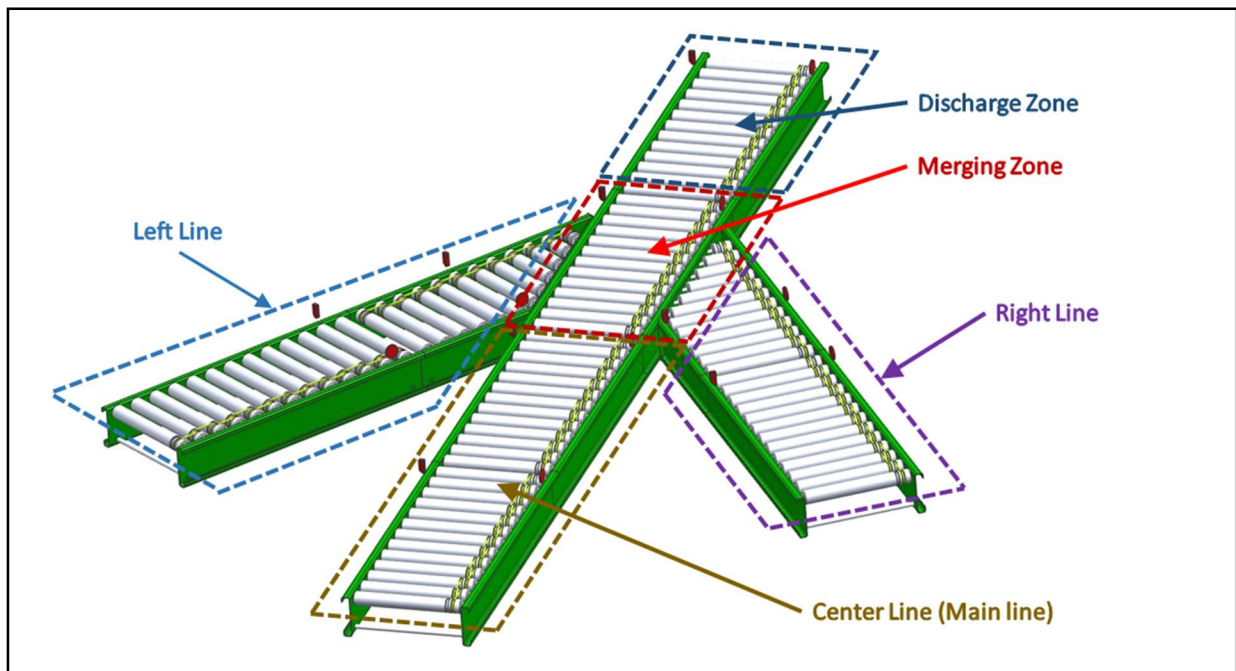 Discharge Zone
Merging Zone
Left Line
Right Line
Center Line (Main line)